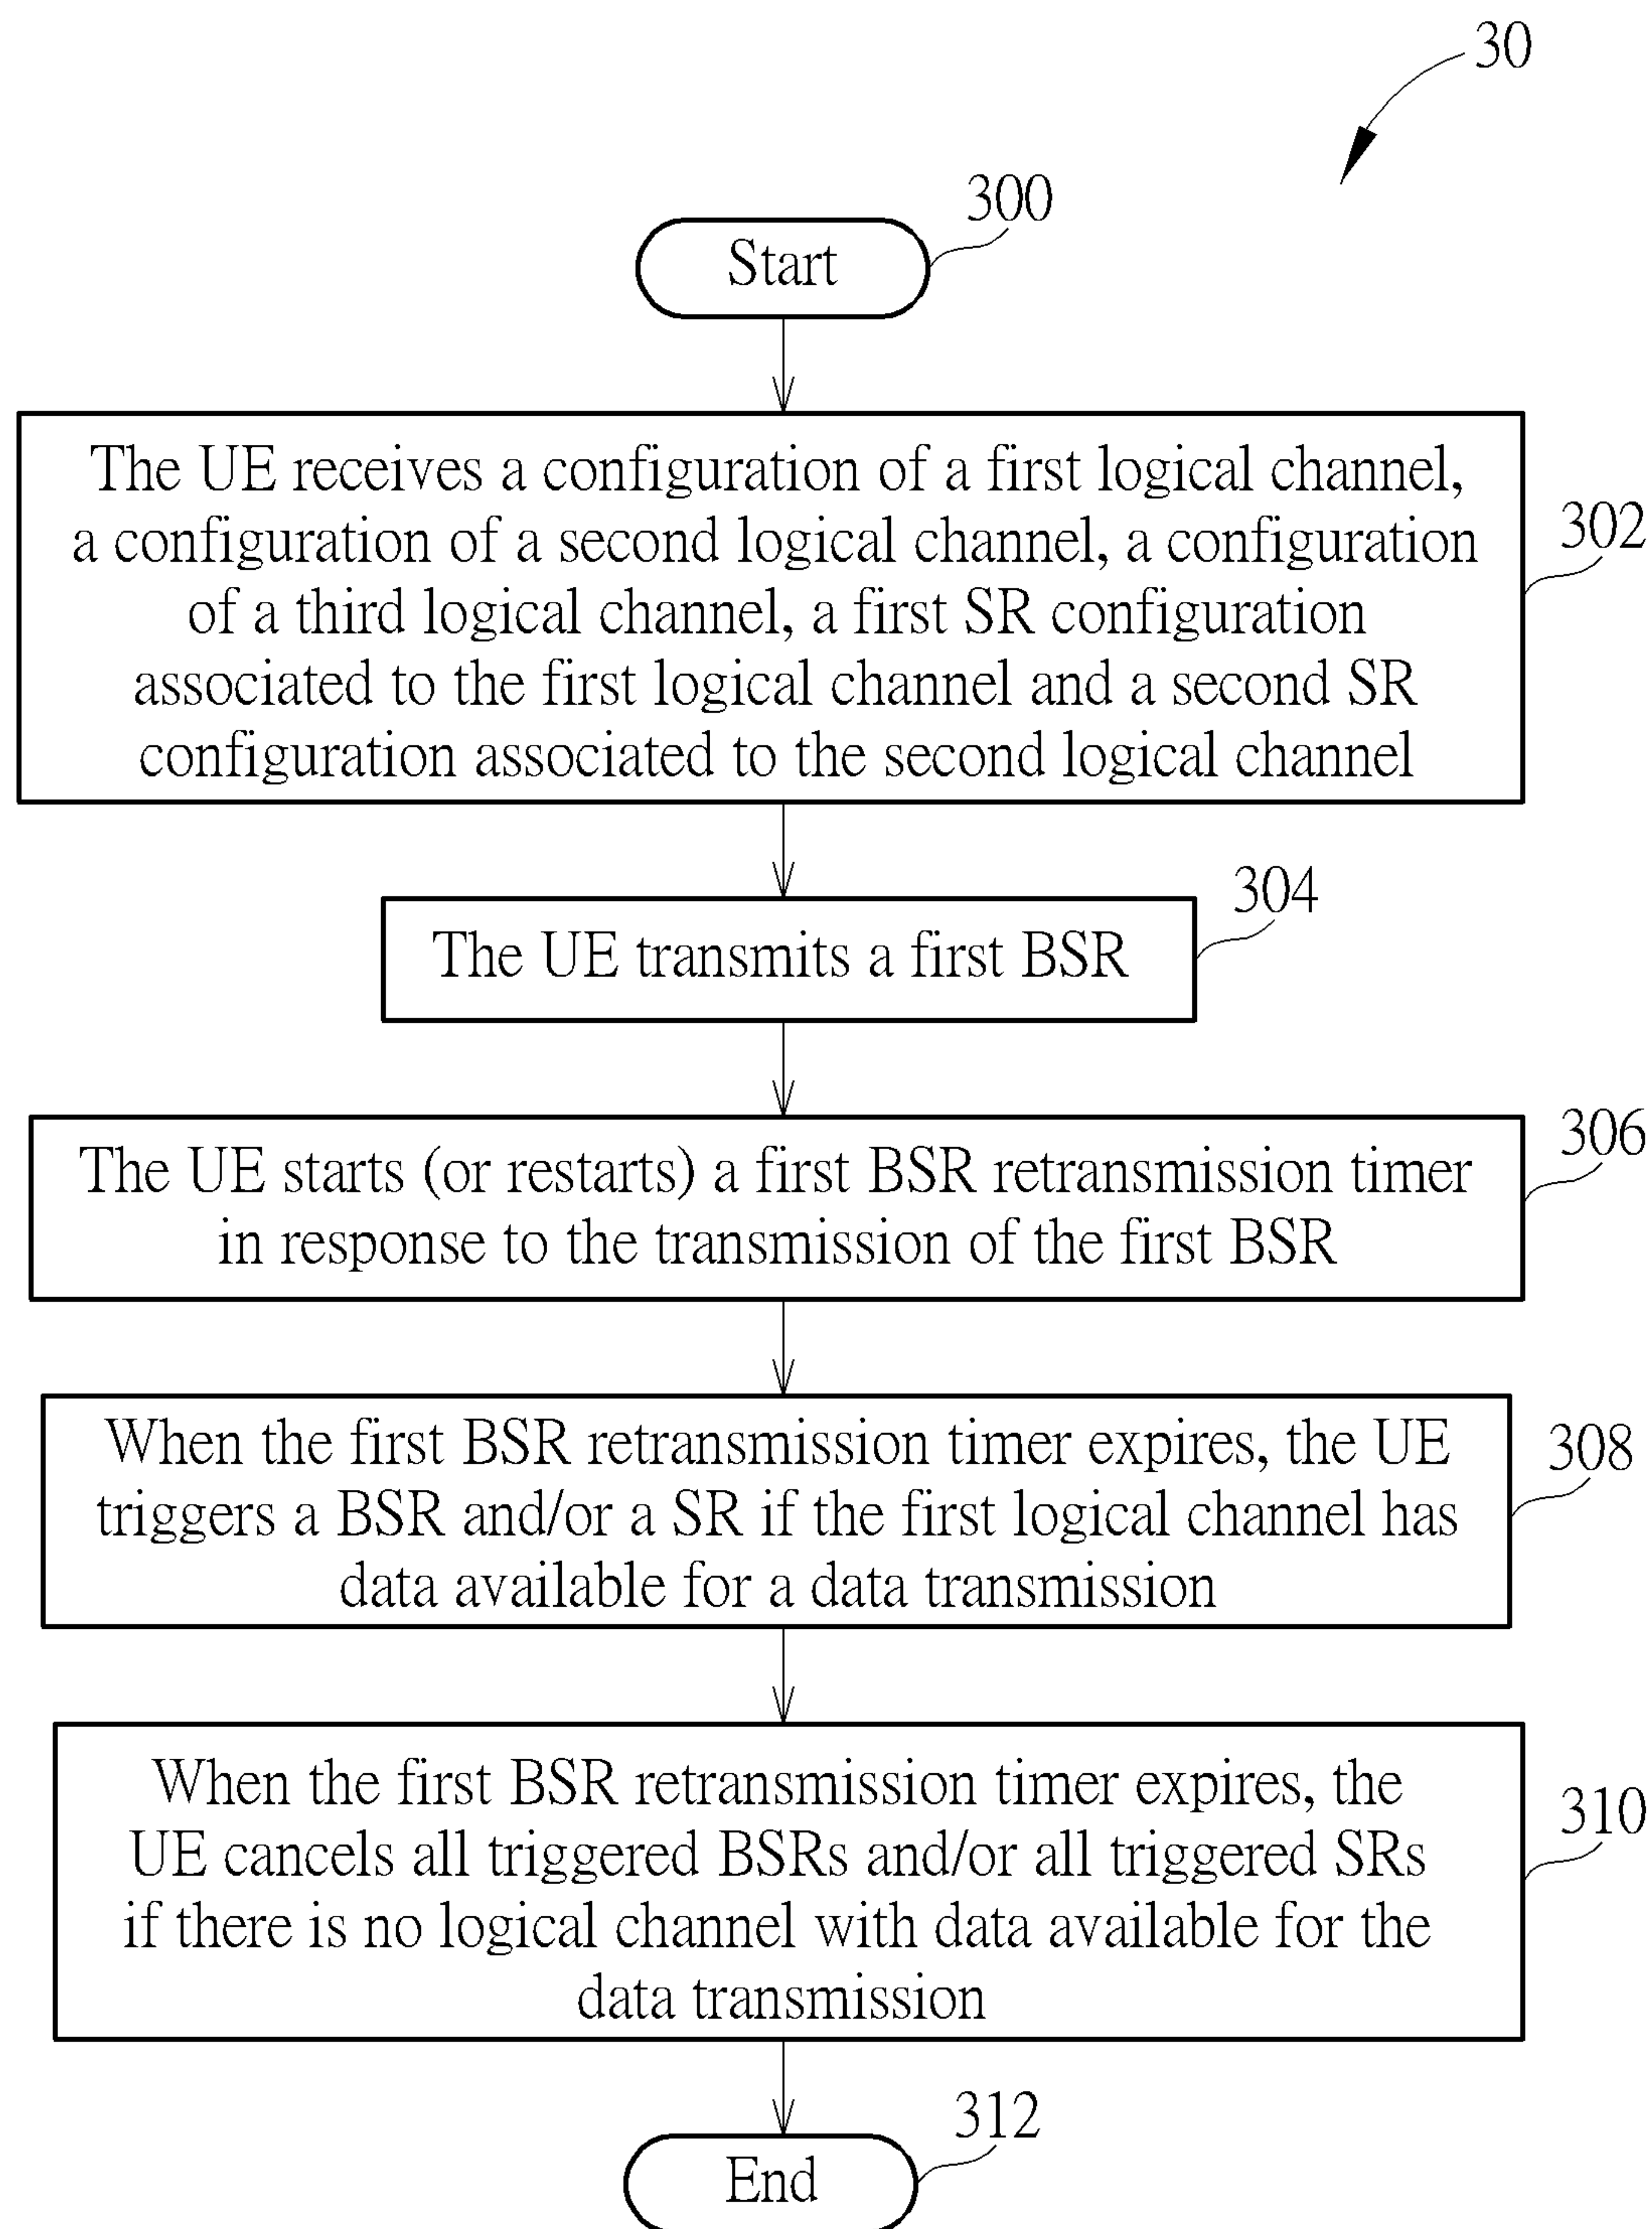 30
300
Start
The UE receives a configuration of a first logical channel,
a configuration of a second logical channel, a configuration
of a third logical channel, a first SR configuration
associated to the first logical channel and a second SR
configuration associated to the second logical channel
302
304
The UE transmits a first BSR
306
The UE starts (or restarts) a first BSR retransmission timer
in response to the transmission of the first BSR
When the first BSR retransmission timer expires, the UE
triggers a BSR and/or a SR if the first logical channel has
data available for a data transmission
308
When the first BSR retransmission timer expires, the
UE cancels all triggered BSRs and/or all triggered SRs
if there is no logical channel with data available for the
data transmission
310
312
End